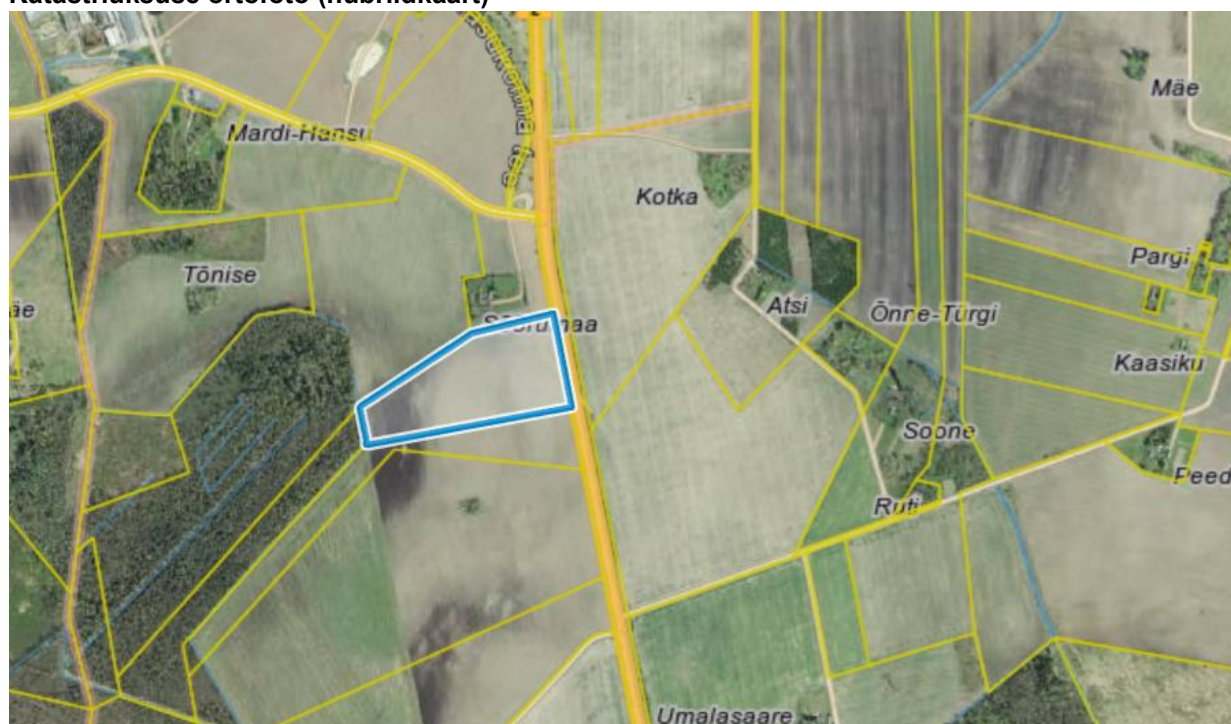 Katastriüksuse ortofoto (hübriidkaart)
Mäe
Mardi-Hansu
Kotka
Tõnise
Pargi
äe
Atsi
Õnne-Türgi
Kaasiku
Soone
Peed
Ruti
Umalasaare